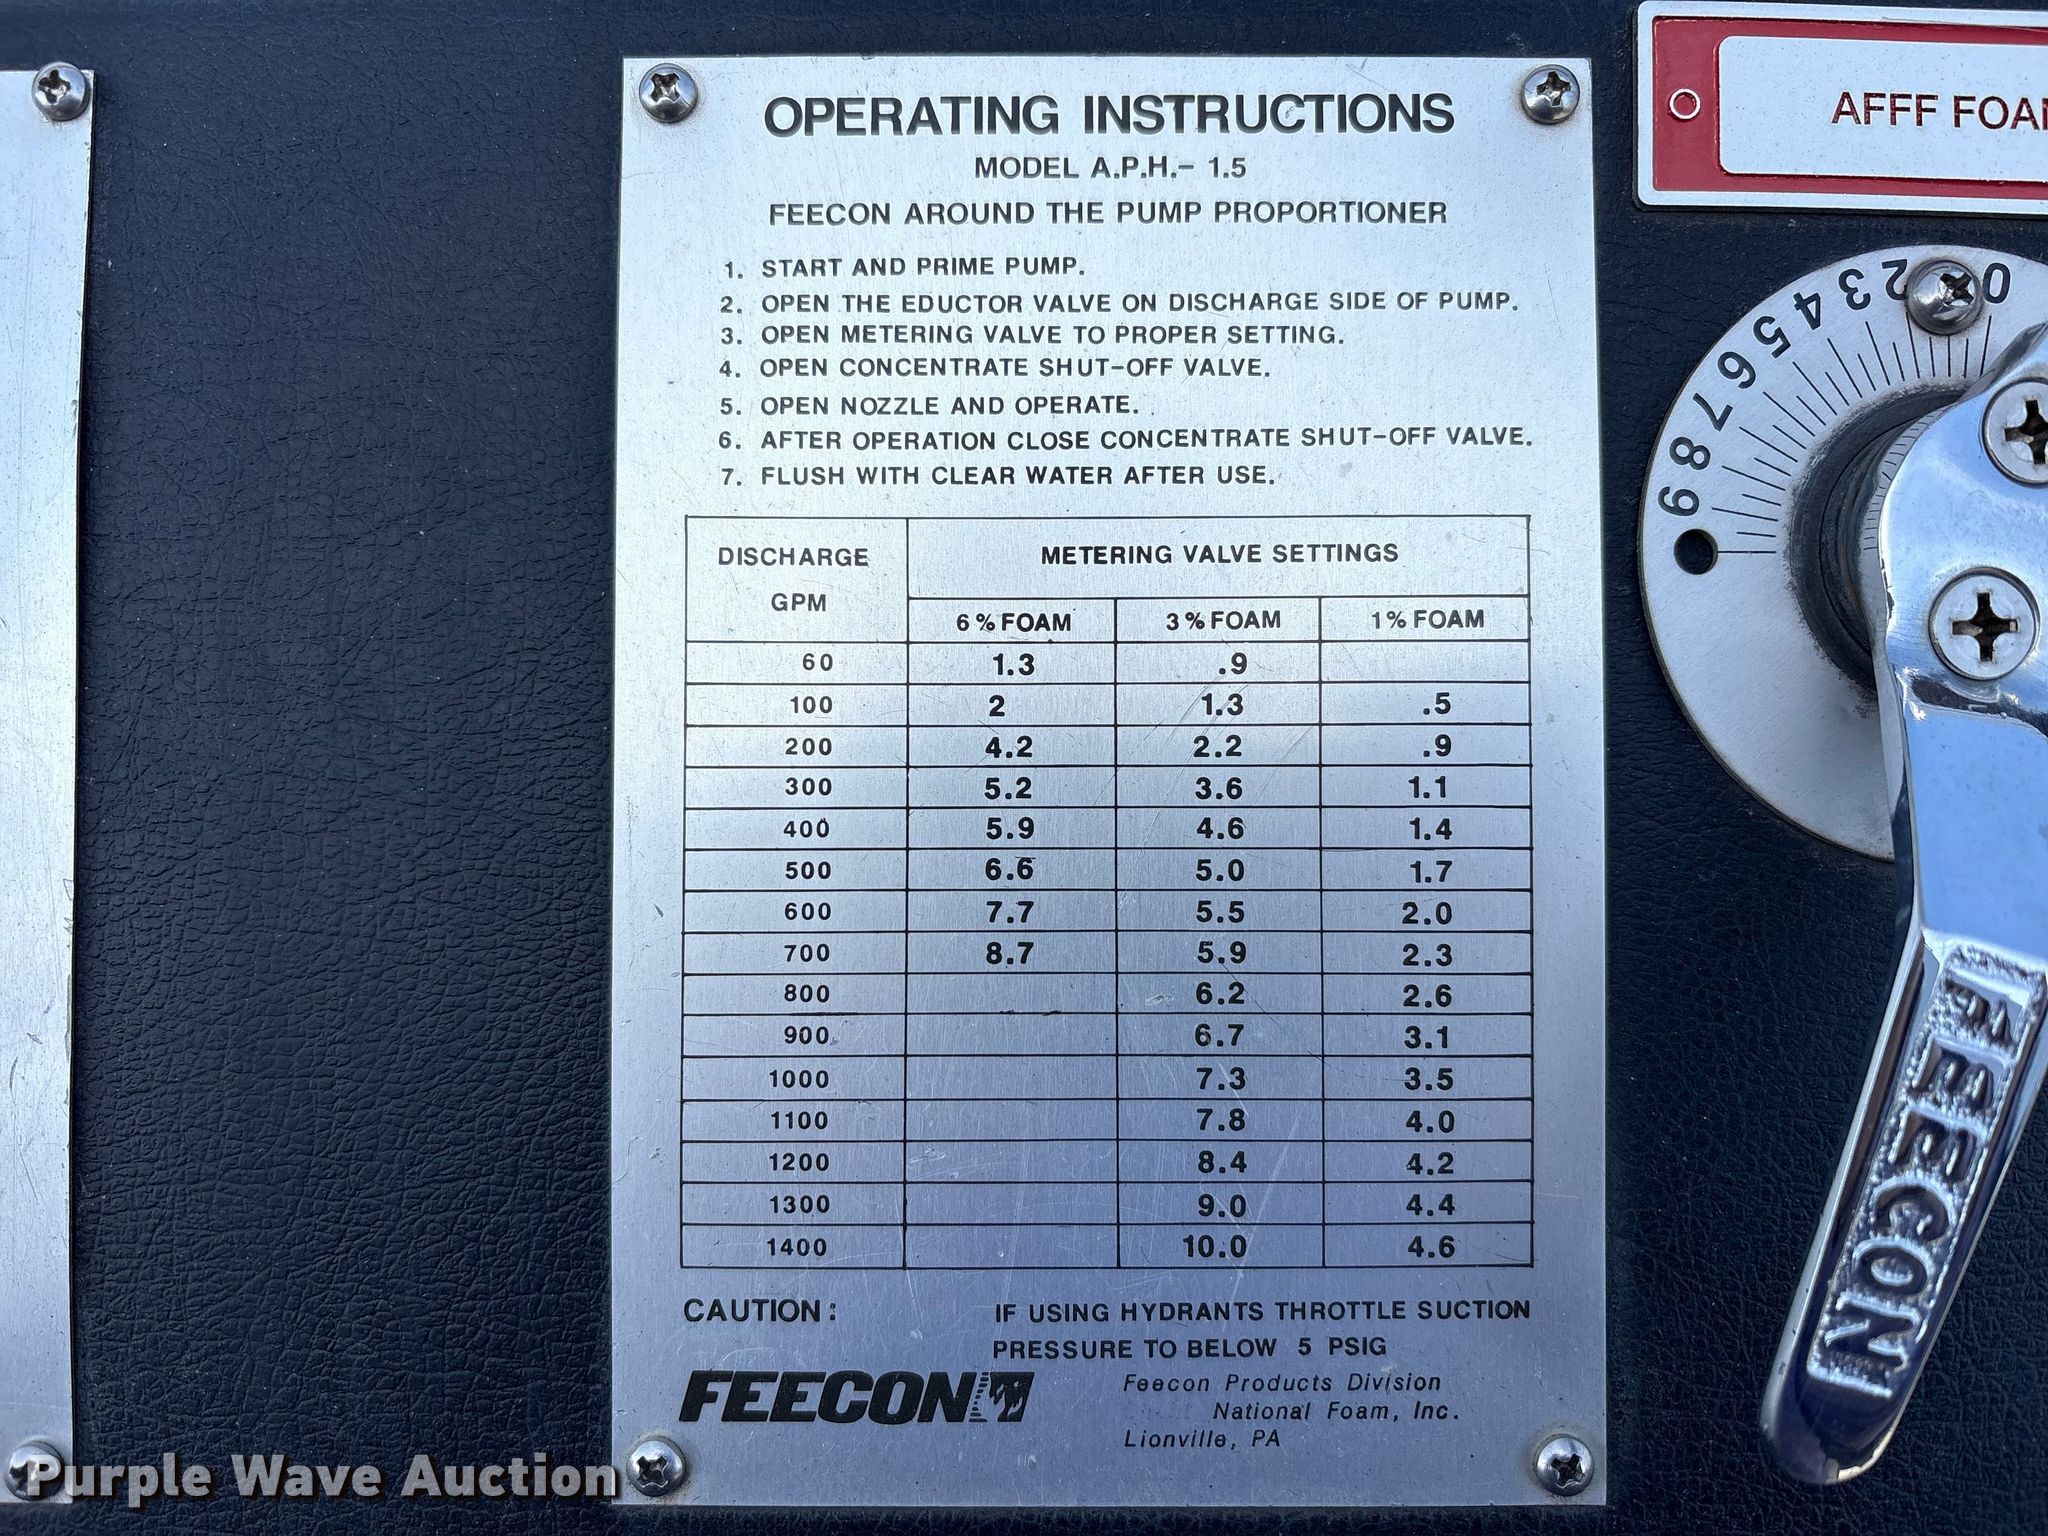 OPERATING INSTRUCTIONS
MODEL A.P.H.- 1.5
FEECON AROUND THE PUMP PROPORTIONER
1. START AND PRIME PUMP.
2. OPEN THE EDUCTOR VALVE ON DISCHARGE SIDE OF PUMP.
3. OPEN METERING VALVE TO PROPER SETTING.
4. OPEN CONCENTRATE SHUT-OFF VALVE.
5. OPEN NOZZLE AND OPERATE.
6. AFTER OPERATION CLOSE CONCENTRATE SHUT-OFF VALVE.
7. FLUSH WITH CLEAR WATER AFTER USE.
DISCHARGE GPM METERING VALVE SETTINGS
6% FOAM 3% FOAM 1% FOAM
60 1.3 .9
100 2 1.3 .5
200 4.2 2.2 .9
300 5.2 3.6 1.1
400 5.9 4.6 1.4
500 6.6 5.0 1.7
600 7.7 5.5 2.0
700 8.7 5.9 2.3
800 6.2 2.6
900 6.7 3.1
1000 7.3 3.5
1100 7.8 4.0
1200 8.4 4.2
1300 9.0 4.4
1400 10.0 4.6
CAUTION: IF USING HYDRANTS THROTTLE SUCTION
PRESSURE TO BELOW 5 PSIG
FEECON
Feecon Products Division
National Foam, Inc.
Lionville, PA
AFFF
0 2 3 4 5 6 7 8 9
FEECON
Purple Wave Auction